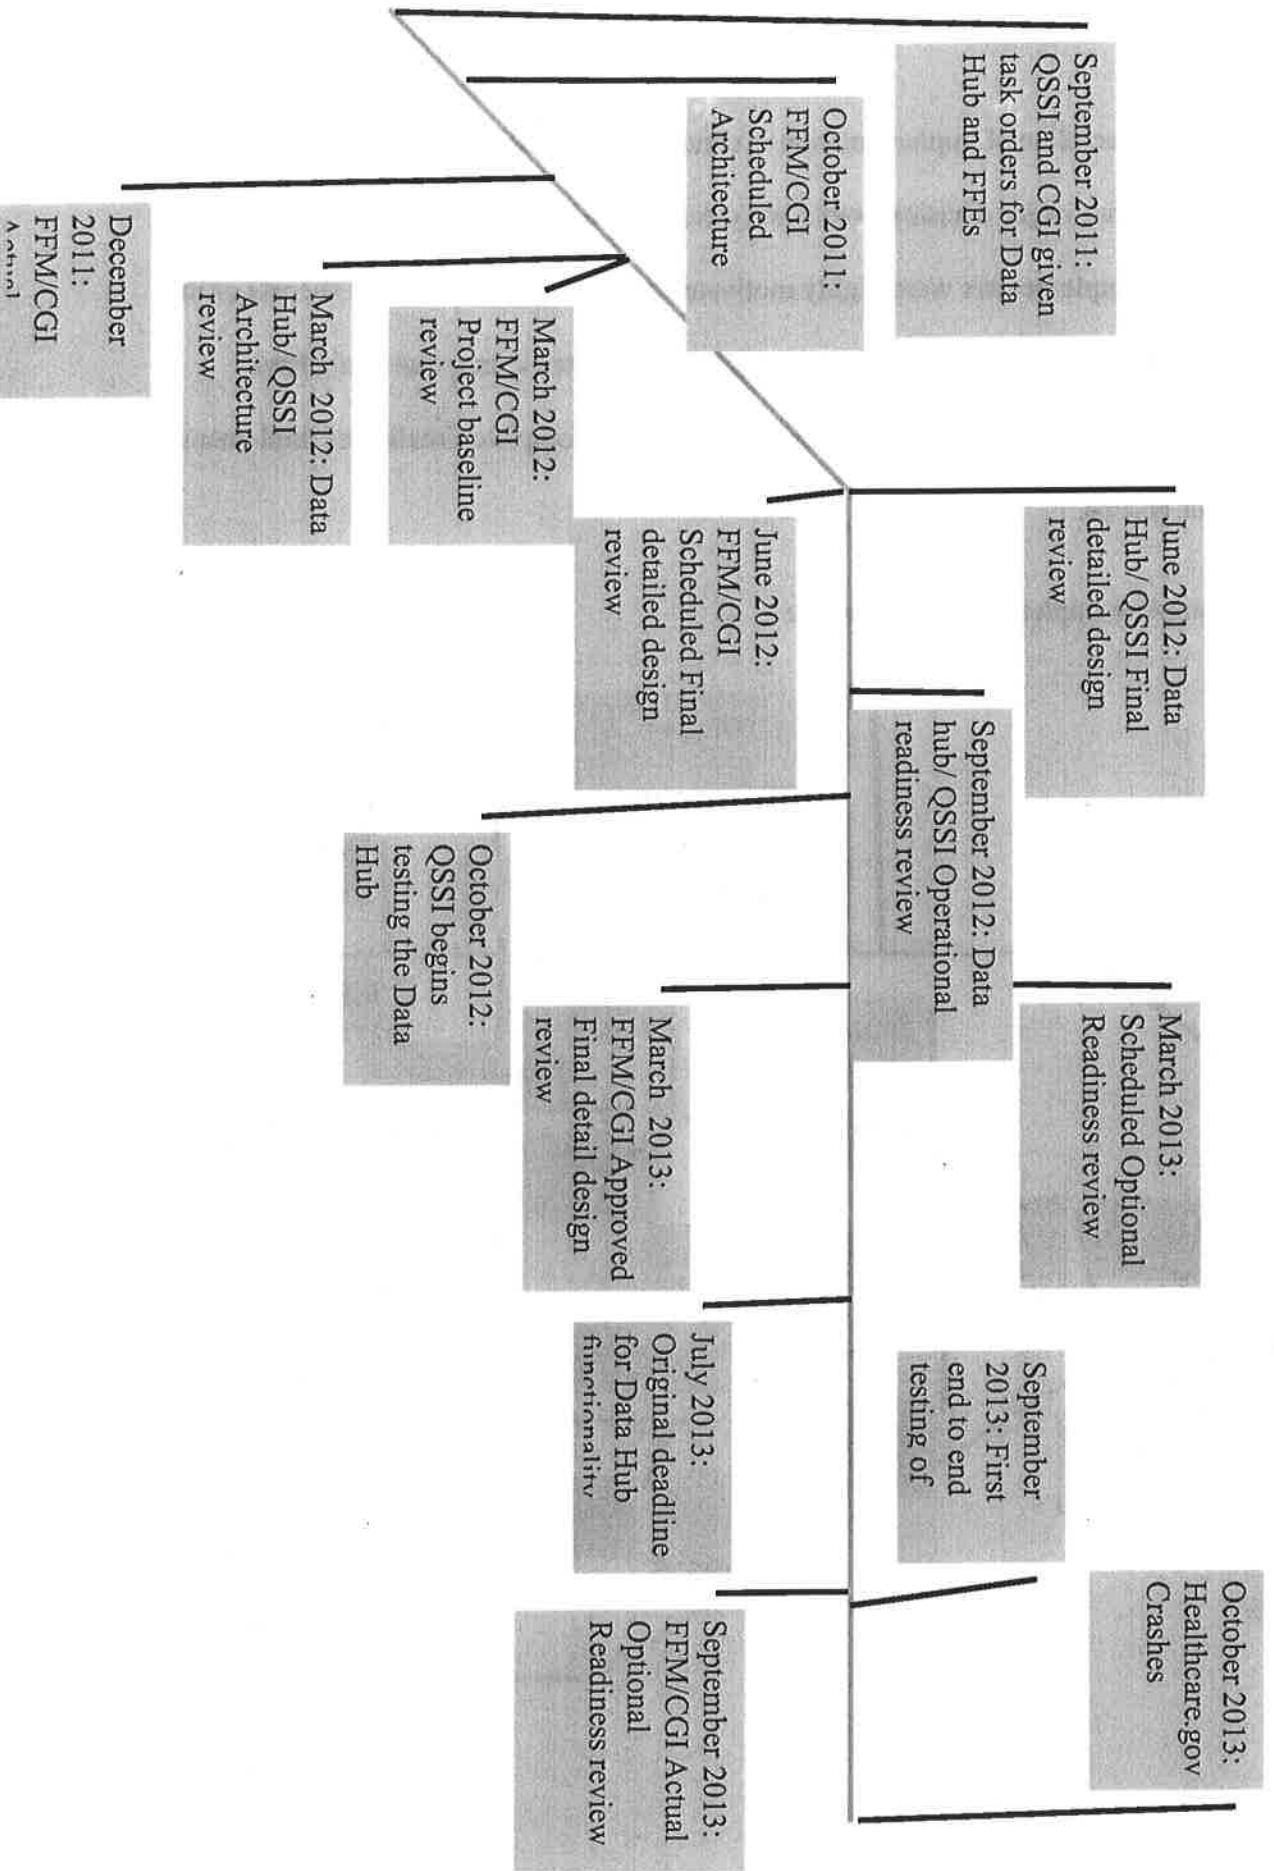 September 2011:
QSSI and CGI given
task orders for Data
Hub and FFEs
October 2011:
FFM/CGI
Scheduled
Architecture
December
2011:
FFM/CGI
Actual
March 2012: Data
Hub/ QSSI
Architecture
review
March 2012:
FFM/CGI
Project baseline
review
June 2012: Data
Hub/ QSSI Final
detailed design
review
June 2012:
FFM/CGI
Scheduled Final
detailed design
review
September 2012: Data
hub/ QSSI Operational
readiness review
October 2012:
QSSI begins
testing the Data
Hub
March 2013:
Scheduled Optional
Readiness review
March 2013:
FFM/CGI Approved
Final detail design
review
July 2013:
Original deadline
for Data Hub
functionality
September
2013: First
end to end
testing of
September 2013:
FFM/CGI Actual
Optional
Readiness review
October 2013:
Healthcare.gov
Crashes